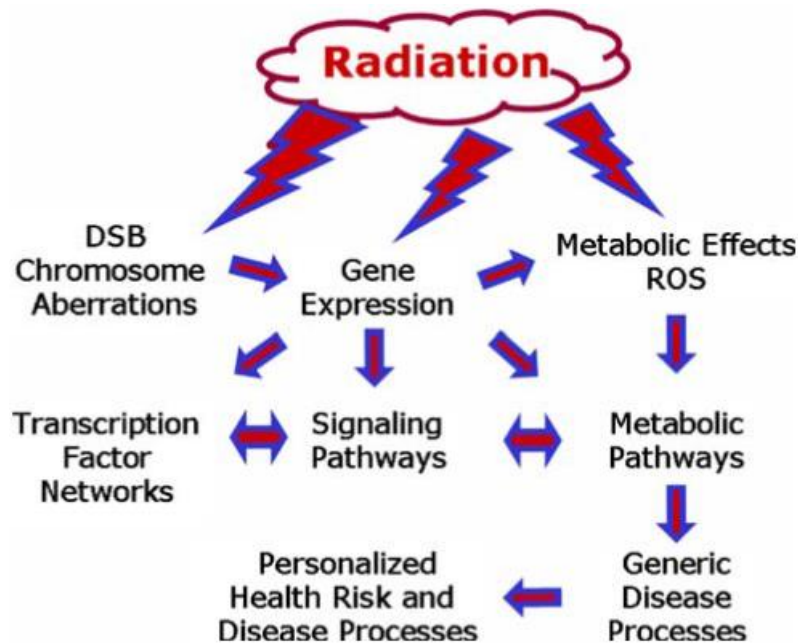 Radiation
DSB
Chromosome
Aberrations
Gene
Expression
Metabolic Effects
ROS
Transcription
Factor
Networks
Signaling
Pathways
Metabolic
Pathways
Personalized
Health Risk and
Disease Processes
Generic
Disease
Processes